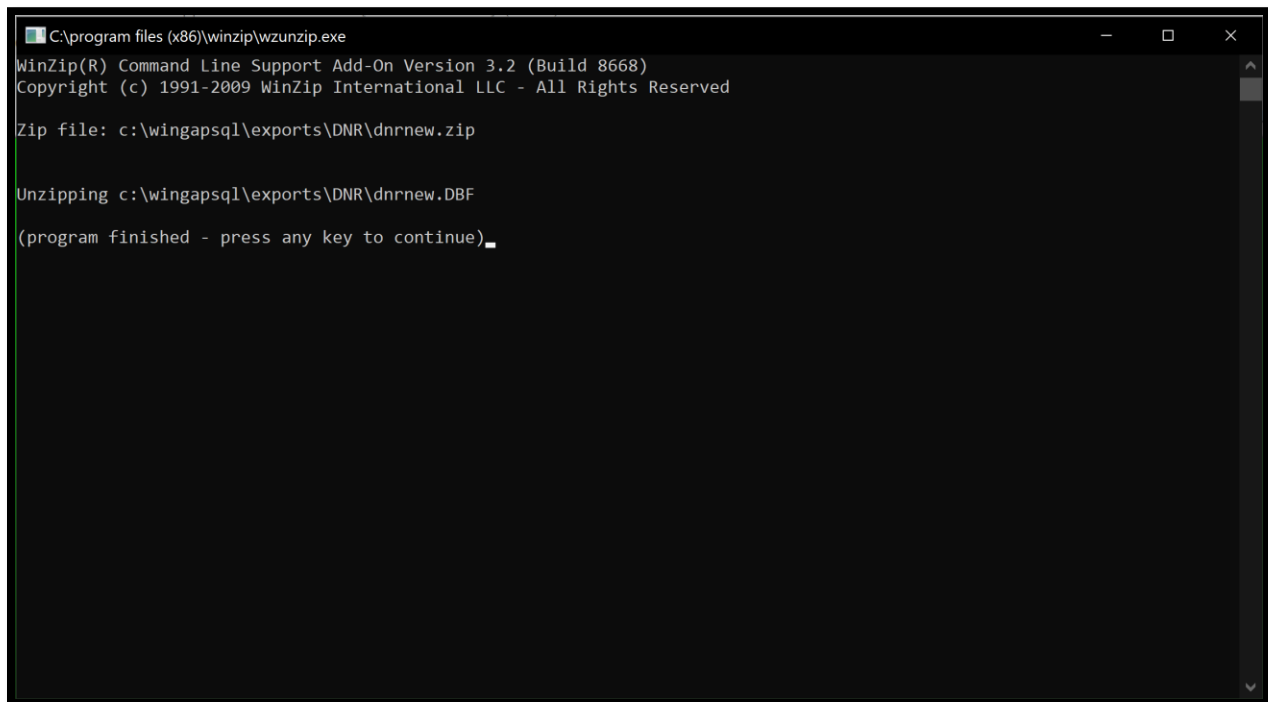 C:\program files (x86)\winzip\wzunzip.exe
WinZip(R) Command Line Support Add-On Version 3.2 (Build 8668)
Copyright (c) 1991-2009 WinZip International LLC - All Rights Reserved
Zip file: c:\wingapsql\exports\DNR\dnrnew.zip
Unzipping c:\wingapsql\exports\DNR\dnrnew.DBF
(program finished - press any key to continue)